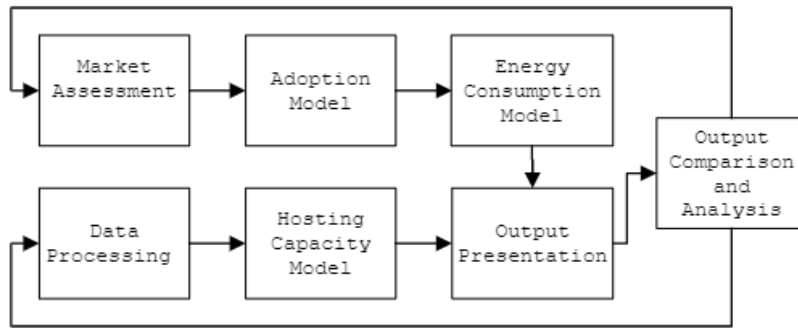 Market
Assessment
Adoption
Model
Energy
Consumption
Model
Output
Comparison
and
Analysis
Data
Processing
Hosting
Capacity
Model
Output
Presentation